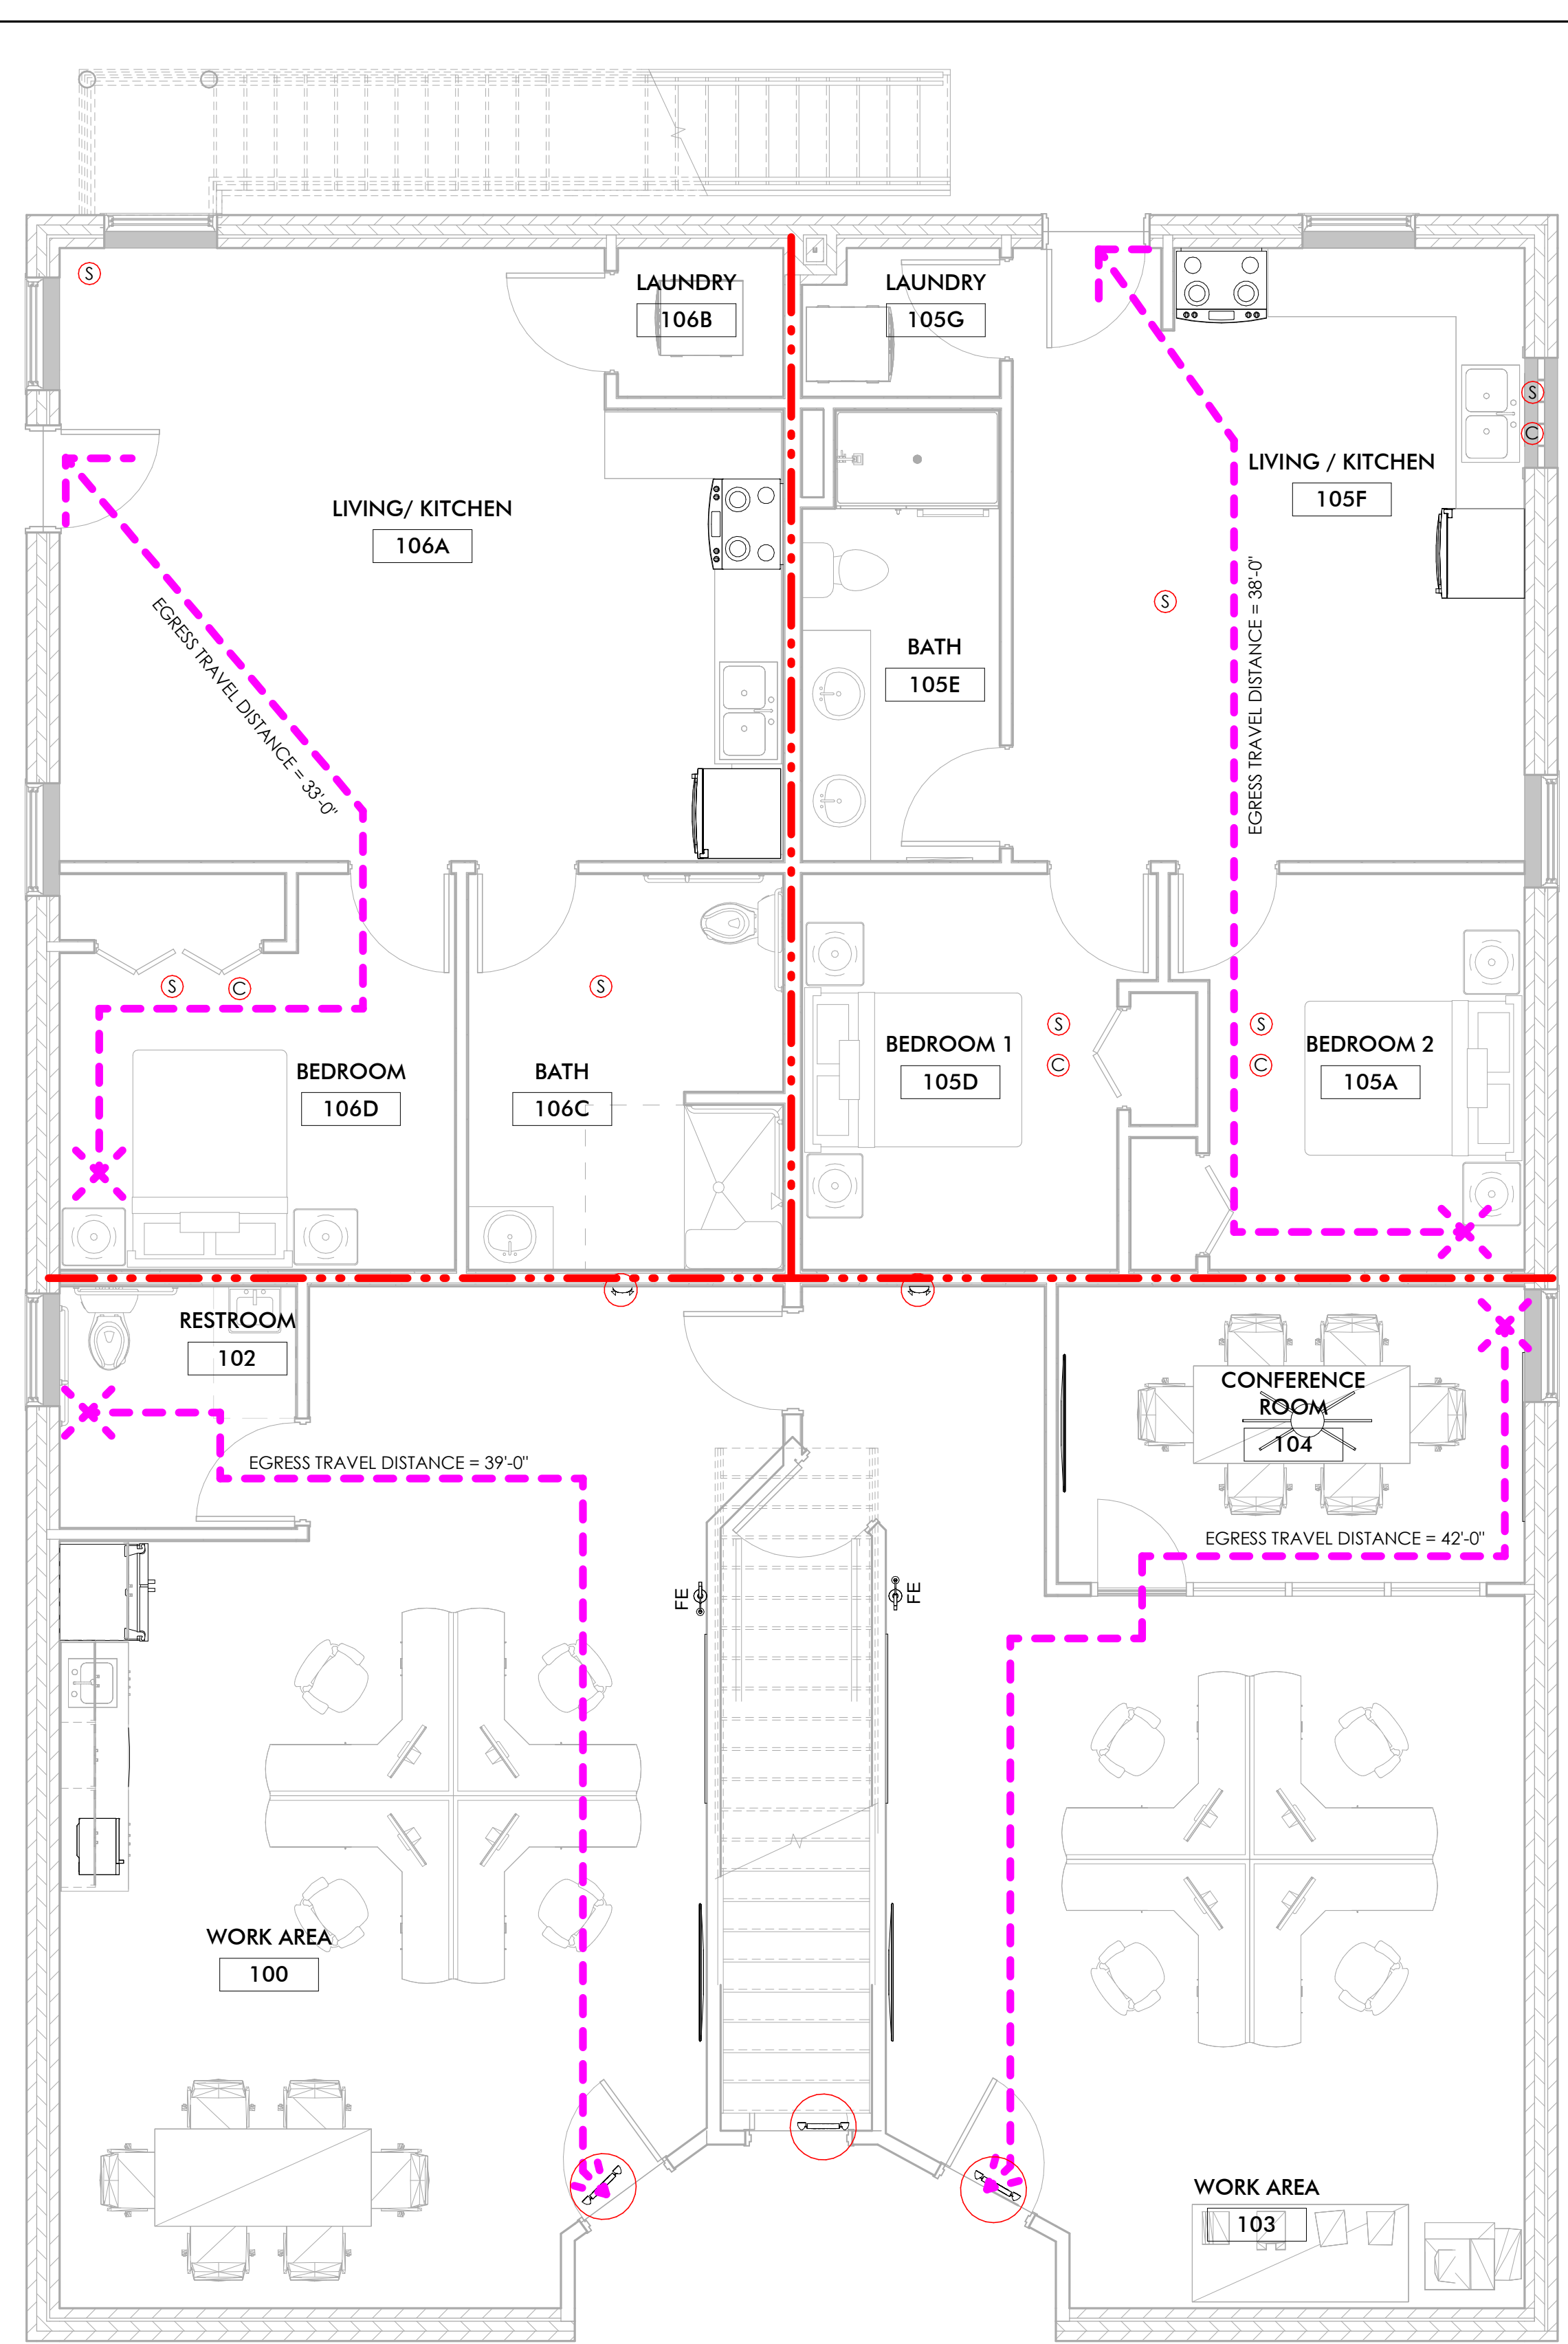 LAUNDRY
106B
LAUNDRY
105G
S
S
C
LIVING/ KITCHEN
106A
LIVING / KITCHEN
105F
EGRESS TRAVEL DISTANCE = 33'-0"
EGRESS TRAVEL DISTANCE = 38'-0"
S
BATH
105E
S
C
S
BEDROOM
106D
BATH
106C
BEDROOM 1
105D
S
C
S
C
BEDROOM 2
105A
RESTROOM
102
CONFERENCE
ROOM
104
EGRESS TRAVEL DISTANCE = 39'-0"
EGRESS TRAVEL DISTANCE = 42'-0"
FE
FE
WORK AREA
100
WORK AREA
103